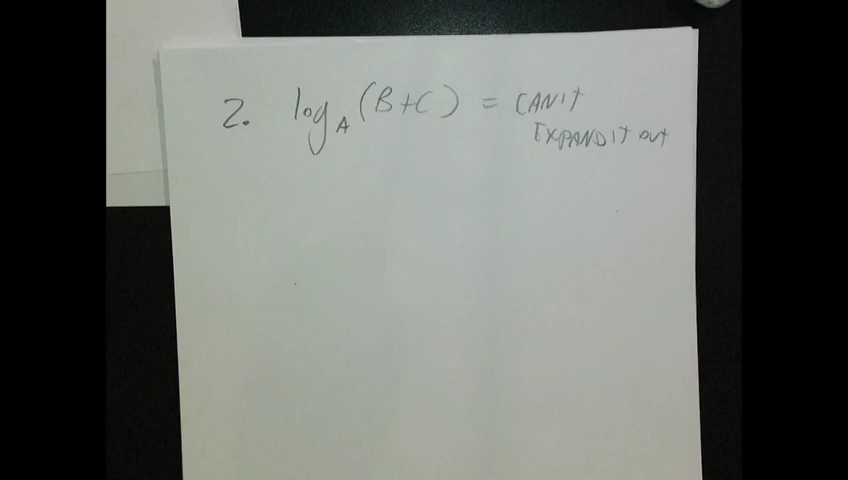 2. log_A (B+C) = CAN'T
EXPAND IT OUT